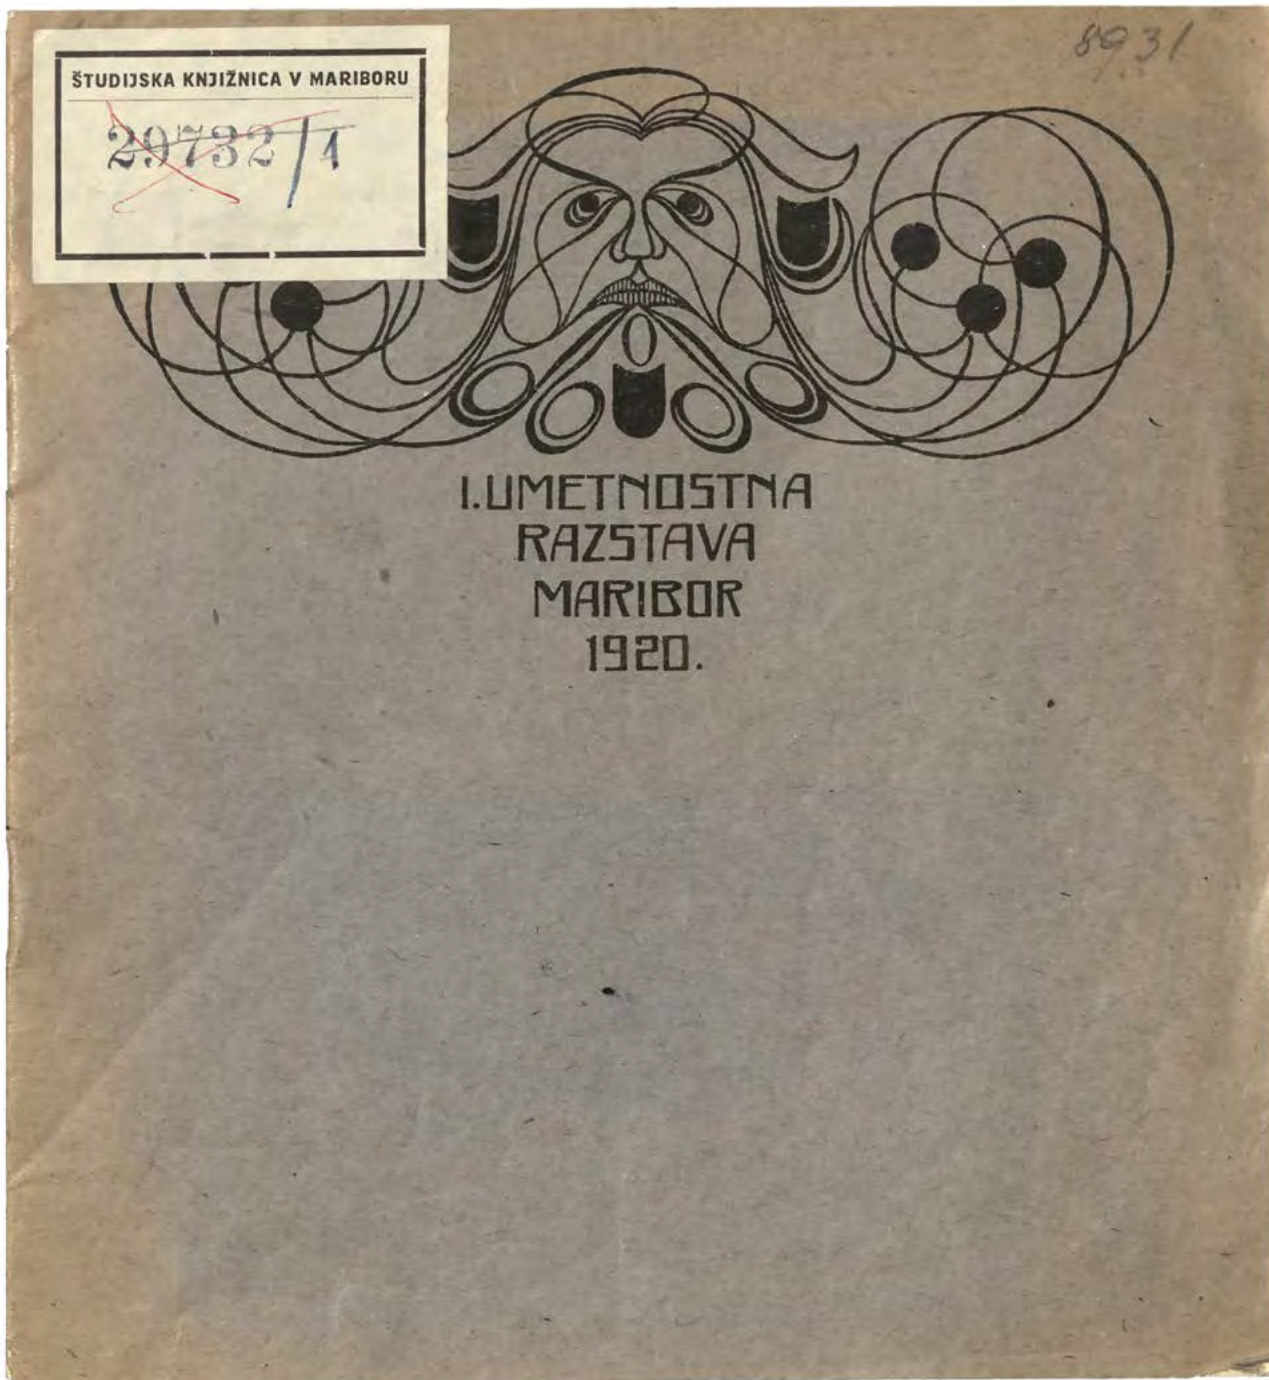 8931
ŠTUDIJSKA KNJIŽNICA V MARIBORU
29732/1
I. UMETNOSTNA
RAZSTAVA
MARIBOR
1920.